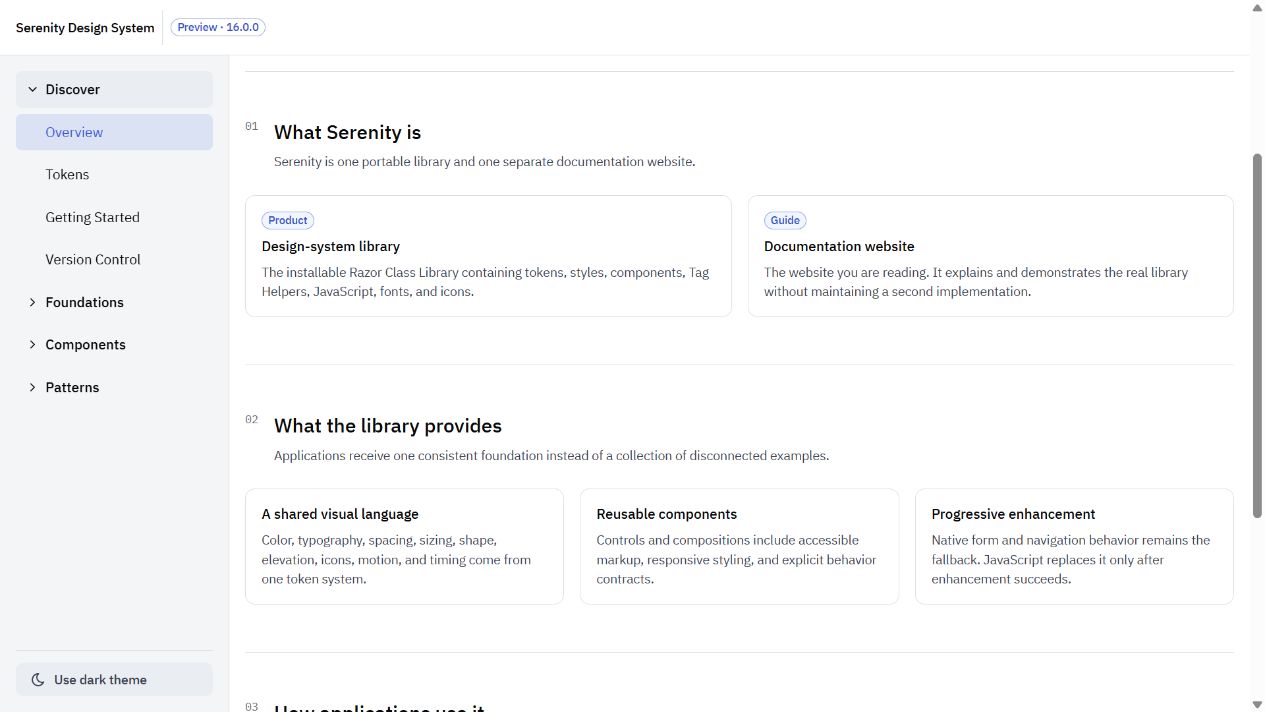 Serenity Design System
Preview · 16.0.0
Discover
Overview
Tokens
Getting Started
Version Control
Foundations
Components
Patterns
Use dark theme
01
What Serenity is
Serenity is one portable library and one separate documentation website.
Product
Design-system library
The installable Razor Class Library containing tokens, styles, components, Tag
Helpers, JavaScript, fonts, and icons.
Guide
Documentation website
The website you are reading. It explains and demonstrates the real library
without maintaining a second implementation.
02
What the library provides
Applications receive one consistent foundation instead of a collection of disconnected examples.
A shared visual language
Color, typography, spacing, sizing, shape,
elevation, icons, motion, and timing come from
one token system.
Reusable components
Controls and compositions include accessible
markup, responsive styling, and explicit behavior
contracts.
Progressive enhancement
Native form and navigation behavior remains the
fallback. JavaScript replaces it only after
enhancement succeeds.
03
How applications use it